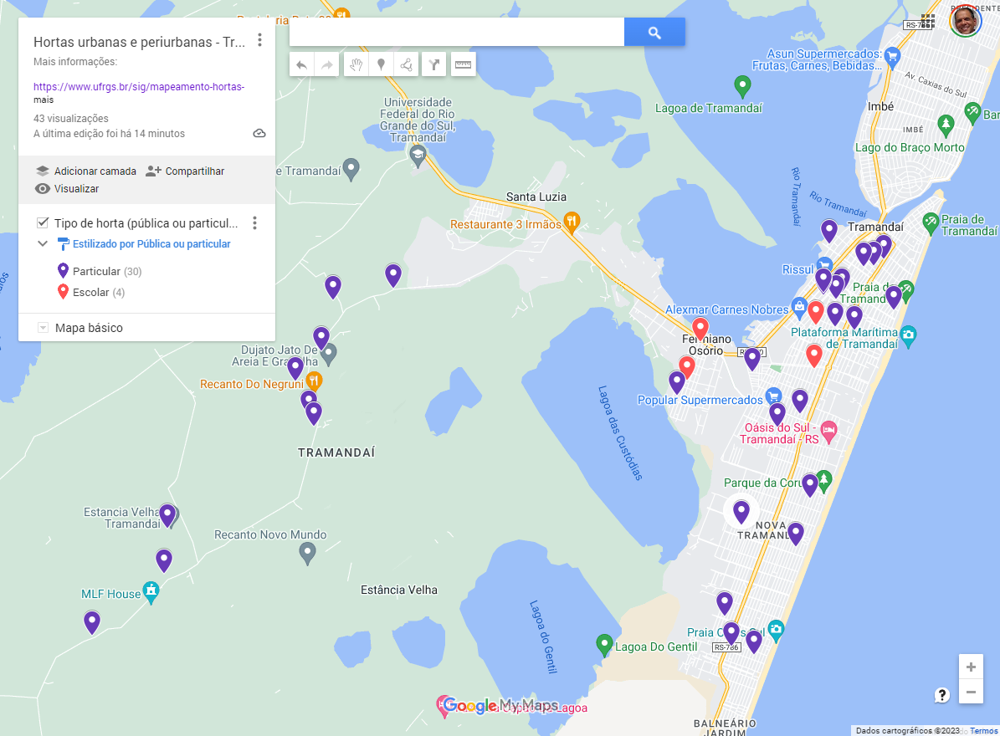 Hortas urbanas e periurbanas - Tr...
Mais informações:
https://www.ufrgs.br/sig/mapeamento-hortas-
mais
43 visualizações
A última edição foi há 14 minutos
Adicionar camada
Compartilhar
Visualizar
Tipo de horta (pública ou particul...
Estilizado por Pública ou particular
Particular (30)
Escolar (4)
Mapa básico
RS-786
Asun Supermercados:
Frutas, Carnes, Bebidas...
Av. Caxias do Sul
Imbé
IMBÉ
Bar
Lagoa de Tramandaí
Lago do Braço Morto
Universidade
Federal do Rio
Grande do Sul,
Tramandaí
e Tramandaí
Santa Luzia
Restaurante 3 Irmãos
Rio Tramandaí
Rio Tramandaí
Tramandaí
Praia de
Tramandaí
Rissul
Praia de
Tramand
Alexmar Carnes Nobres
Plataforma Marítima
de Tramandaí
Osório
Dujato Jato De
Areia E Gra
Recanto Do Negruni
Popular Supermercados
Lagoa das Custódias
Oásis do Sul -
Tramandaí - RS
TRAMANDAÍ
Parque da Coru
Estancia Velha
Tramandaí
NOVA
TRAMAND
Recanto Novo Mundo
MLF House
Estância Velha
Lagoa do Gentil
Lagoa Do Gentil
Praia
Sul
RS-786
Google My Maps
Lagoa
BALNEÁRIO
JARDIM
?
Dados cartográficos ©2023
Termos